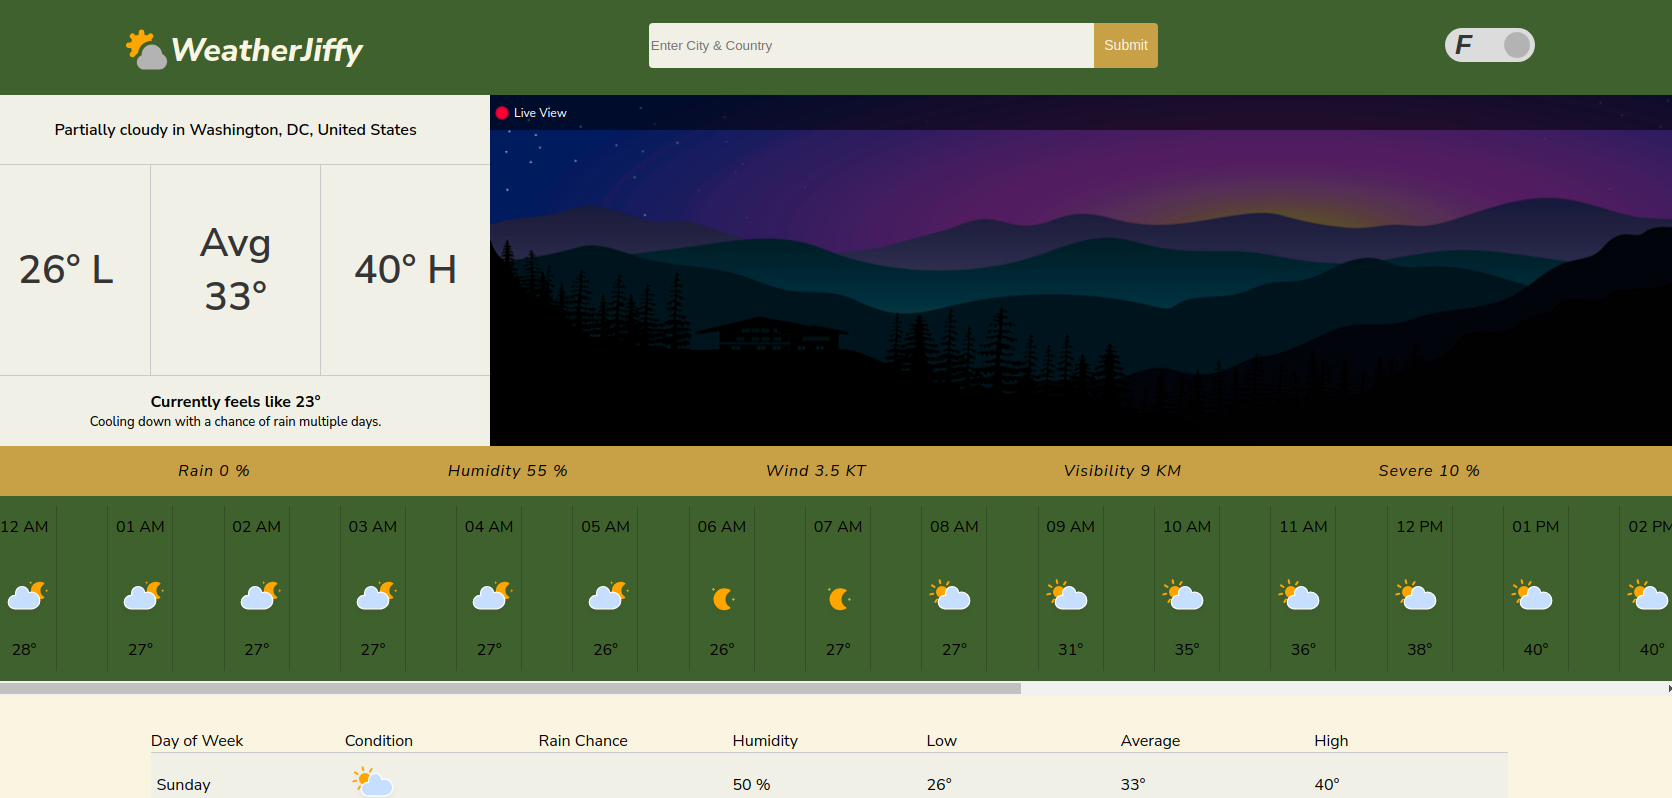 WeatherJiffy
Enter City & Country
Submit
F
Partially cloudy in Washington, DC, United States
26° L
Avg
33°
40° H
Currently feels like 23°
Cooling down with a chance of rain multiple days.
Live View
Rain 0 % Humidity 55 % Wind 3.5 KT Visibility 9 KM Severe 10 %
12 AM 01 AM 02 AM 03 AM 04 AM 05 AM 06 AM 07 AM 08 AM 09 AM 10 AM 11 AM 12 PM 01 PM 02 PM
28° 27° 27° 27° 27° 26° 26° 27° 27° 31° 35° 36° 38° 40° 40°
Day of Week Condition Rain Chance Humidity Low Average High
Sunday 50 % 26° 33° 40°